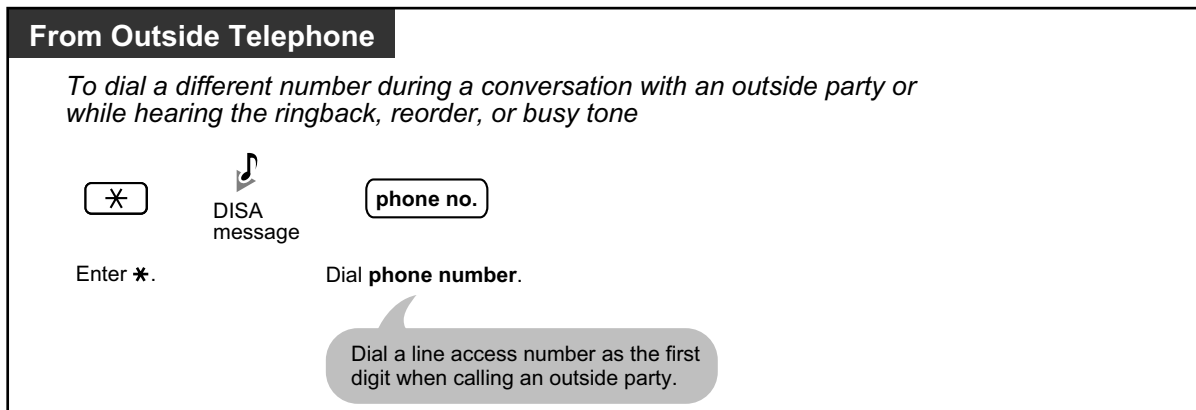 From Outside Telephone
To dial a different number during a conversation with an outside party or
while hearing the ringback, reorder, or busy tone
phone no.
DISA
message
Enter ✱.
Dial phone number.
Dial a line access number as the first
digit when calling an outside party.